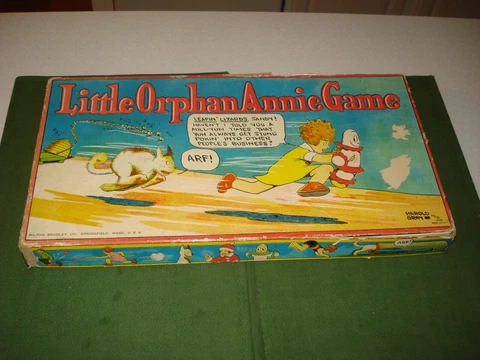 Little Orphan Annie Game
LEAPIN' LIZARDS SANDY!
HAVEN'T I TOLD YOU A
MILL-YUN TIMES THAT
YUH ALWAYS GET STUNG
POKIN' INTO OTHER
PEOPLE'S BUSINESS?
ARF!
HAROLD
GRAY
MILTON BRADLEY CO. SPRINGFIELD, MASS. U.S.A.
ARF!